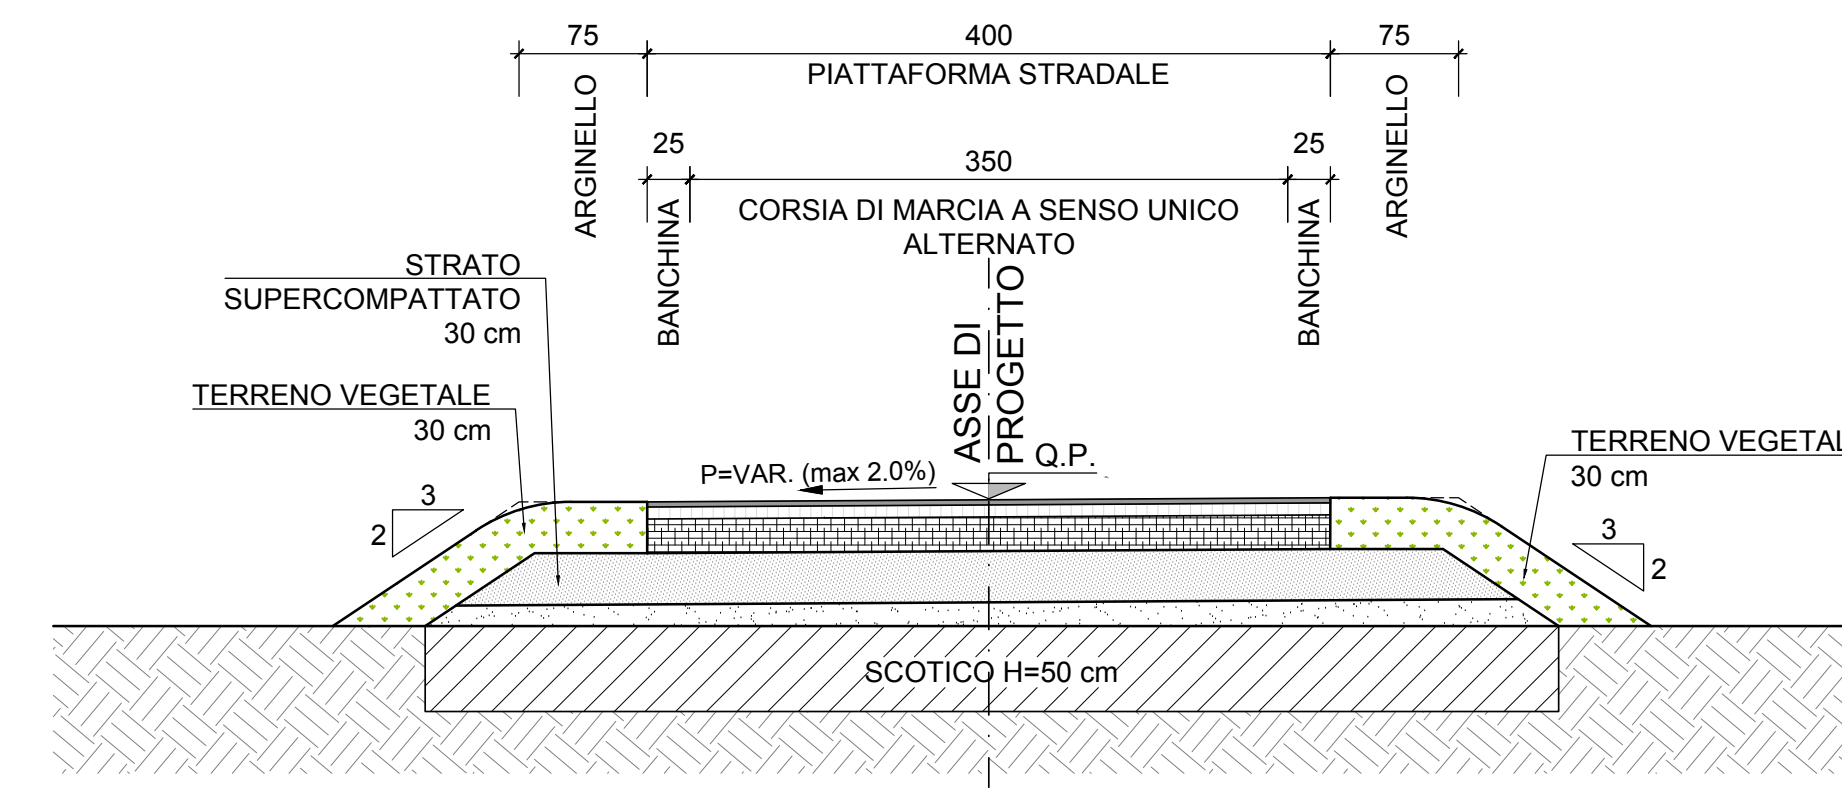 75
400
75
PIATTAFORMA STRADALE
ARGINELLO
ARGINELLO
25
350
25
BANCHINA
CORSIA DI MARCIA A SENSO UNICO
ALTERNATO
BANCHINA
STRATO
SUPERCOMPATTATO
30 cm
ASSE DI
PROGETTO
TERRENO VEGETALE
30 cm
P=VAR. (max 2.0%)
Q.P.
TERRENO VEGETAL
30 cm
3
2
3
2
SCOTICO H=50 cm